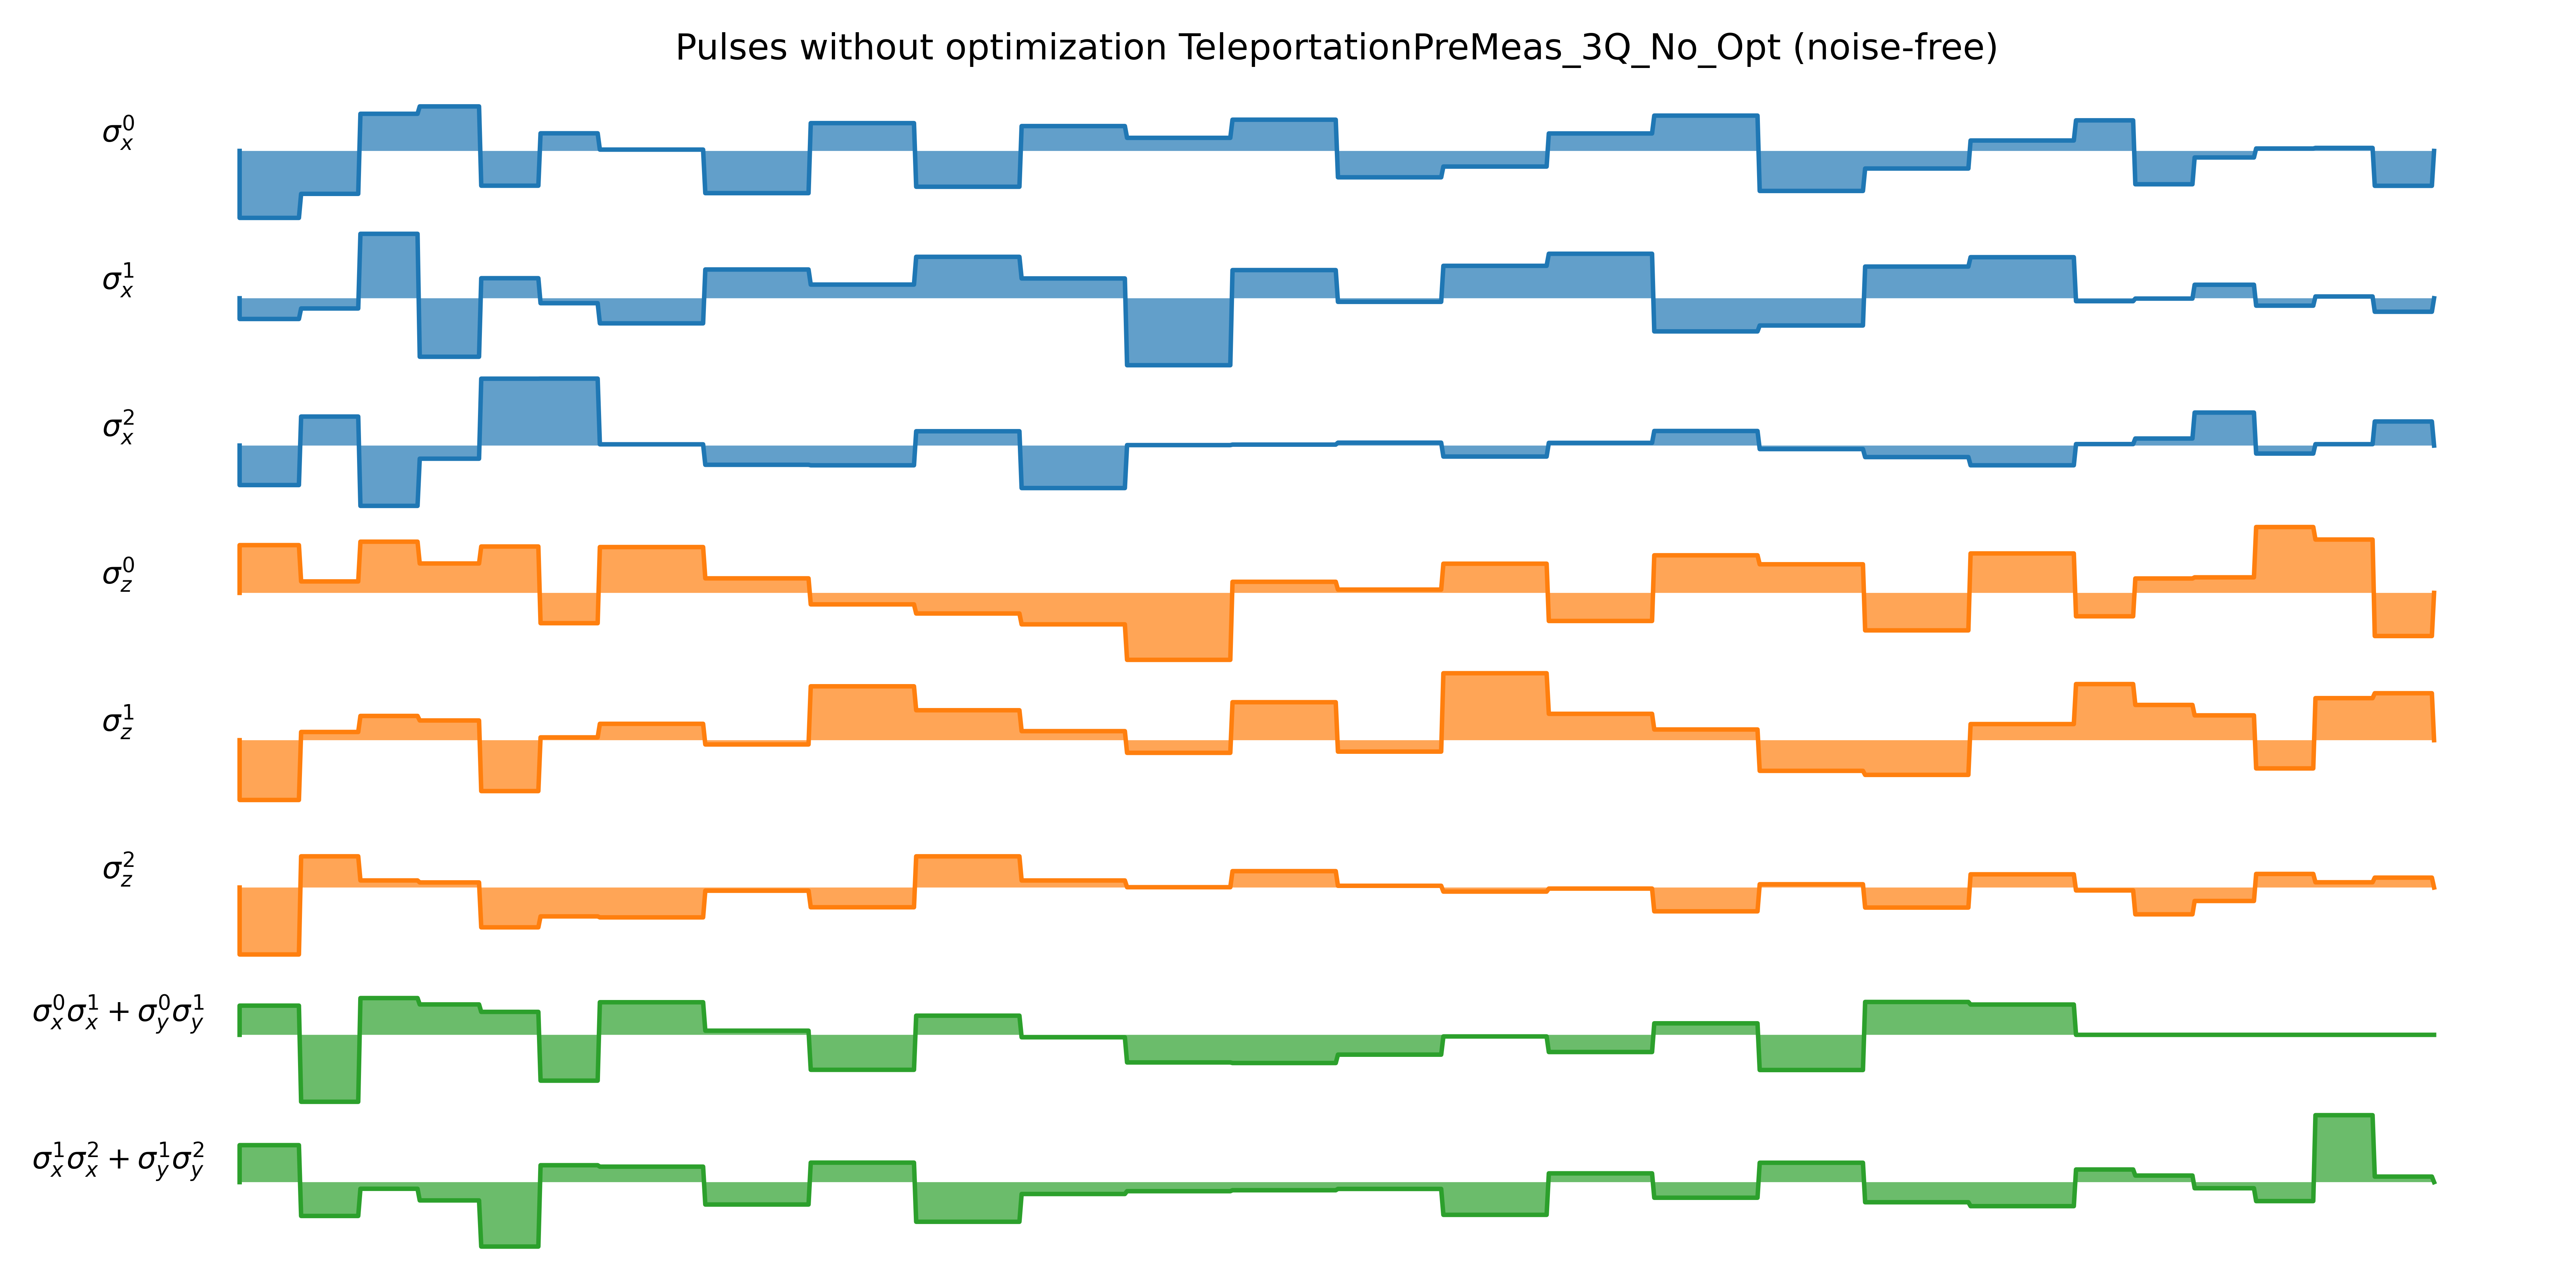 Pulses without optimization TeleportationPreMeas_3Q_No_Opt (noise-free)
σ_x^0
σ_x^1
σ_x^2
σ_z^0
σ_z^1
σ_z^2
σ_x^0σ_x^1 + σ_y^0σ_y^1
σ_x^1σ_x^2 + σ_y^1σ_y^2